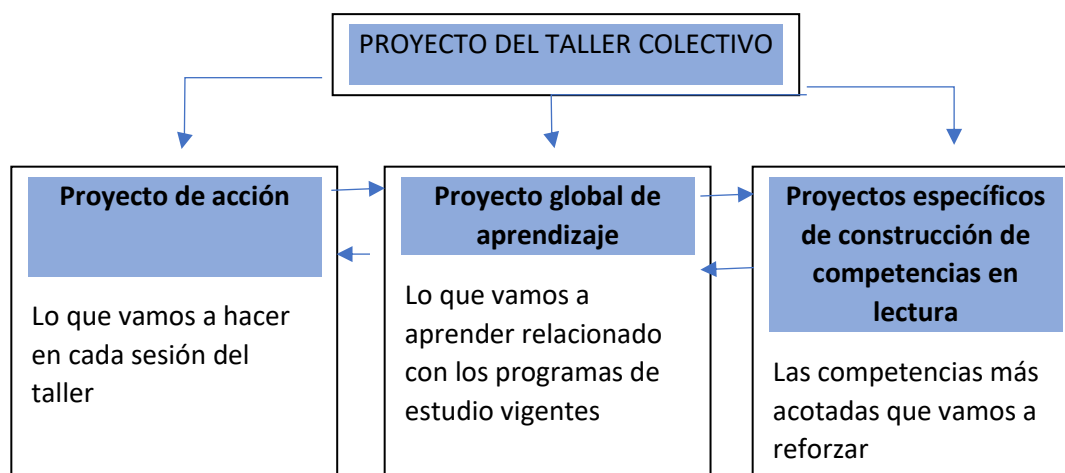 PROYECTO DEL TALLER COLECTIVO
Proyecto de acción
Lo que vamos a hacer
en cada sesión del
taller
Proyecto global de
aprendizaje
Lo que vamos a
aprender relacionado
con los programas de
estudio vigentes
Proyectos específicos
de construcción de
competencias en
lectura
Las competencias más
acotadas que vamos a
reforzar